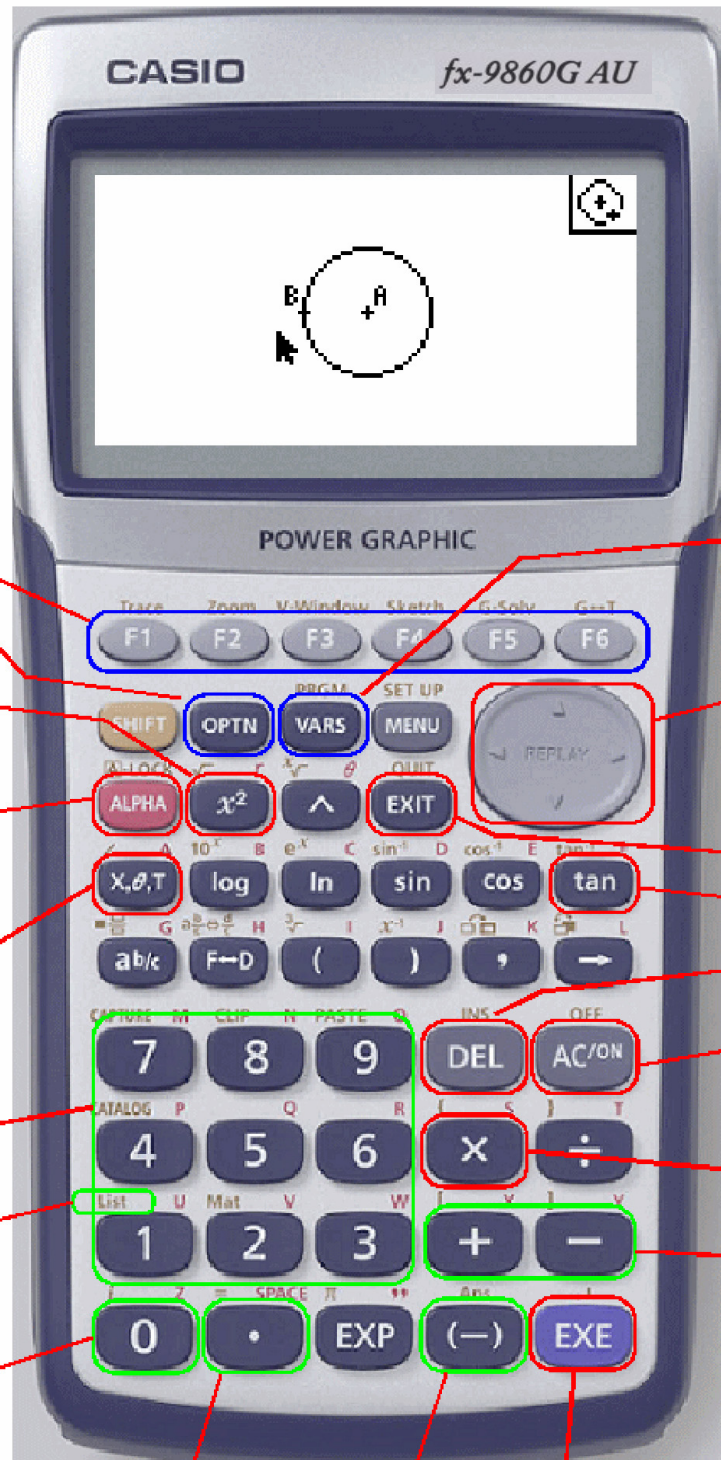 CASIO fx-9860G AU
B A
POWER GRAPHIC
Trace Zoom V-Window Sketch G-Solv G↔T
F1 F2 F3 F4 F5 F6
PRGM SET UP
SHIFT OPTN VARS MENU
REPLAY
A-LOCK √ r ˣ√ θ QUIT
ALPHA x² ^ EXIT
A 10ˣ B eˣ C sin⁻¹ D cos⁻¹ E tan⁻¹ F
X,θ,T log ln sin cos tan
G H ³√ I x⁻¹ J K L
ab/c F↔D ( ) , →
CAPTURE M CLIP N PASTE O INS OFF
7 8 9 DEL AC/ON
CATALOG P Q R { S } T
4 5 6 × ÷
List U Mat V W [ X ] Y
1 2 3 + −
i Z = SPACE π " Ans
0 . EXP (−) EXE